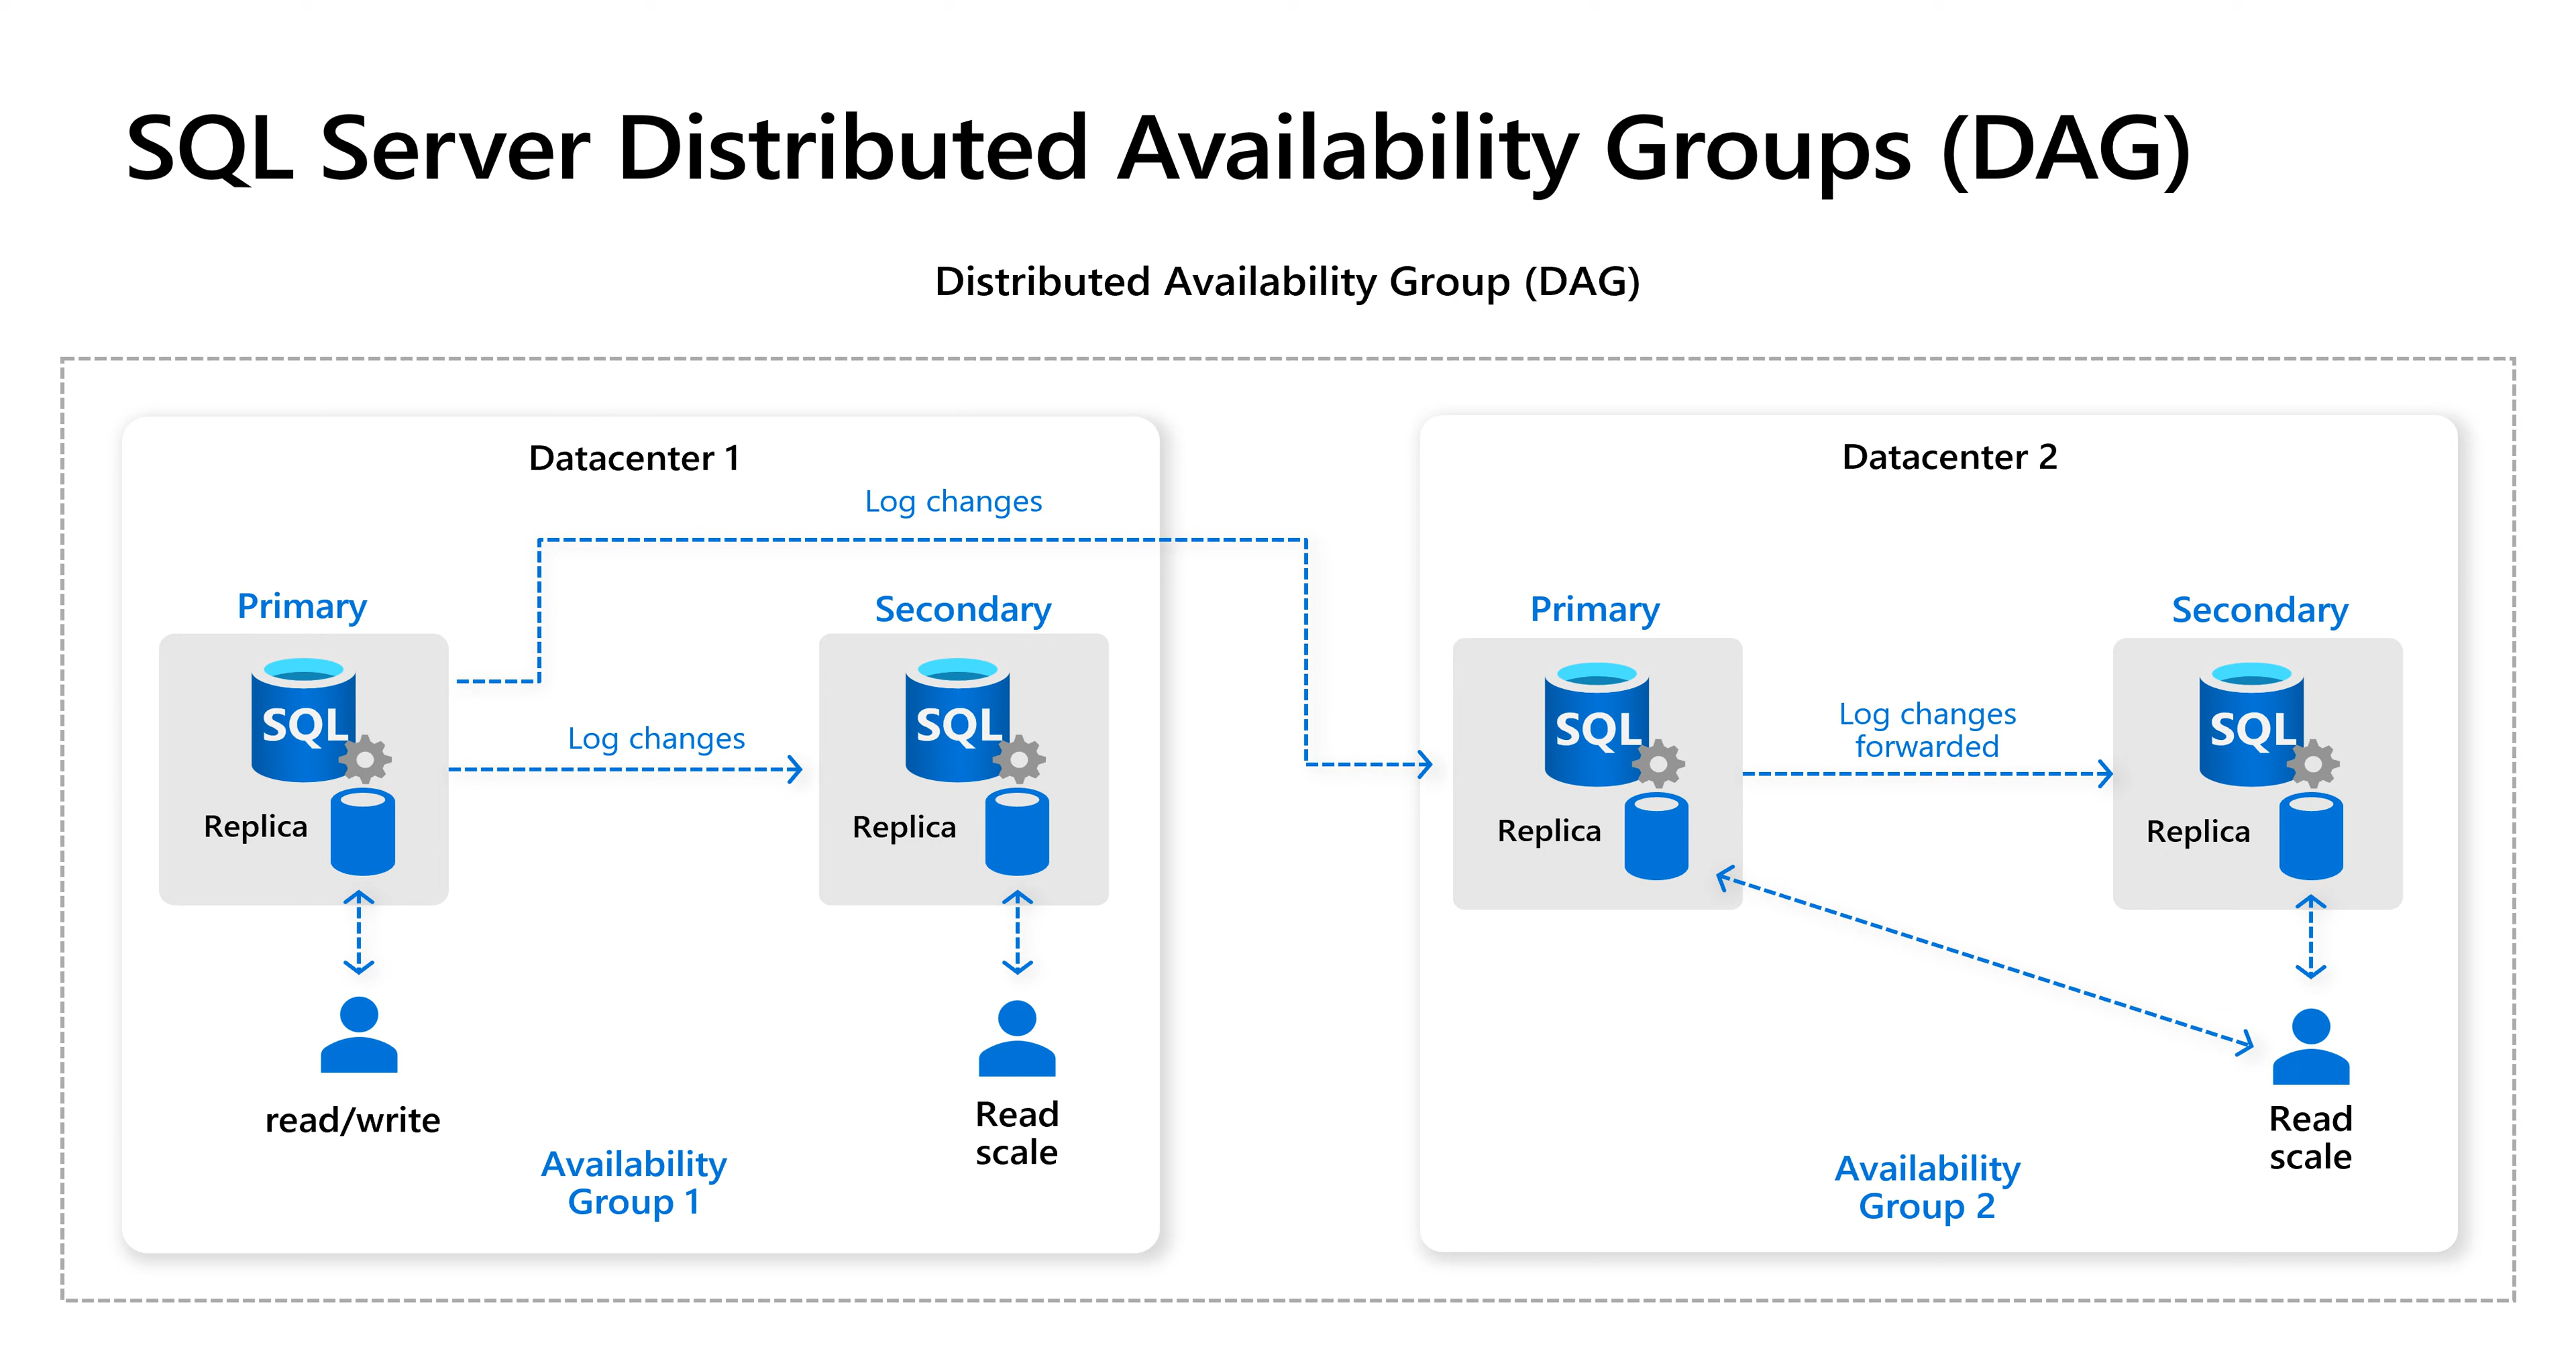 SQL Server Distributed Availability Groups (DAG)
Distributed Availability Group (DAG)
Datacenter 1
Log changes
Primary
Secondary
SQL
Replica
Log changes
SQL
Replica
read/write
Read
scale
Availability
Group 1
Datacenter 2
Primary
Secondary
SQL
Replica
Log changes
forwarded
SQL
Replica
Read
scale
Availability
Group 2